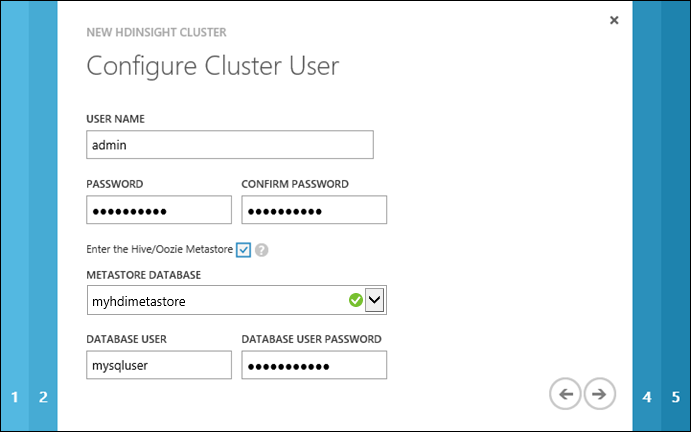 NEW HDINSIGHT CLUSTER
Configure Cluster User
USER NAME
admin
PASSWORD CONFIRM PASSWORD
●●●●●●●●●● ●●●●●●●●●●
Enter the Hive/Oozie Metastore ?
METASTORE DATABASE
myhdimetastore
DATABASE USER DATABASE USER PASSWORD
mysqluser ●●●●●●●●●●●
1 2 4 5